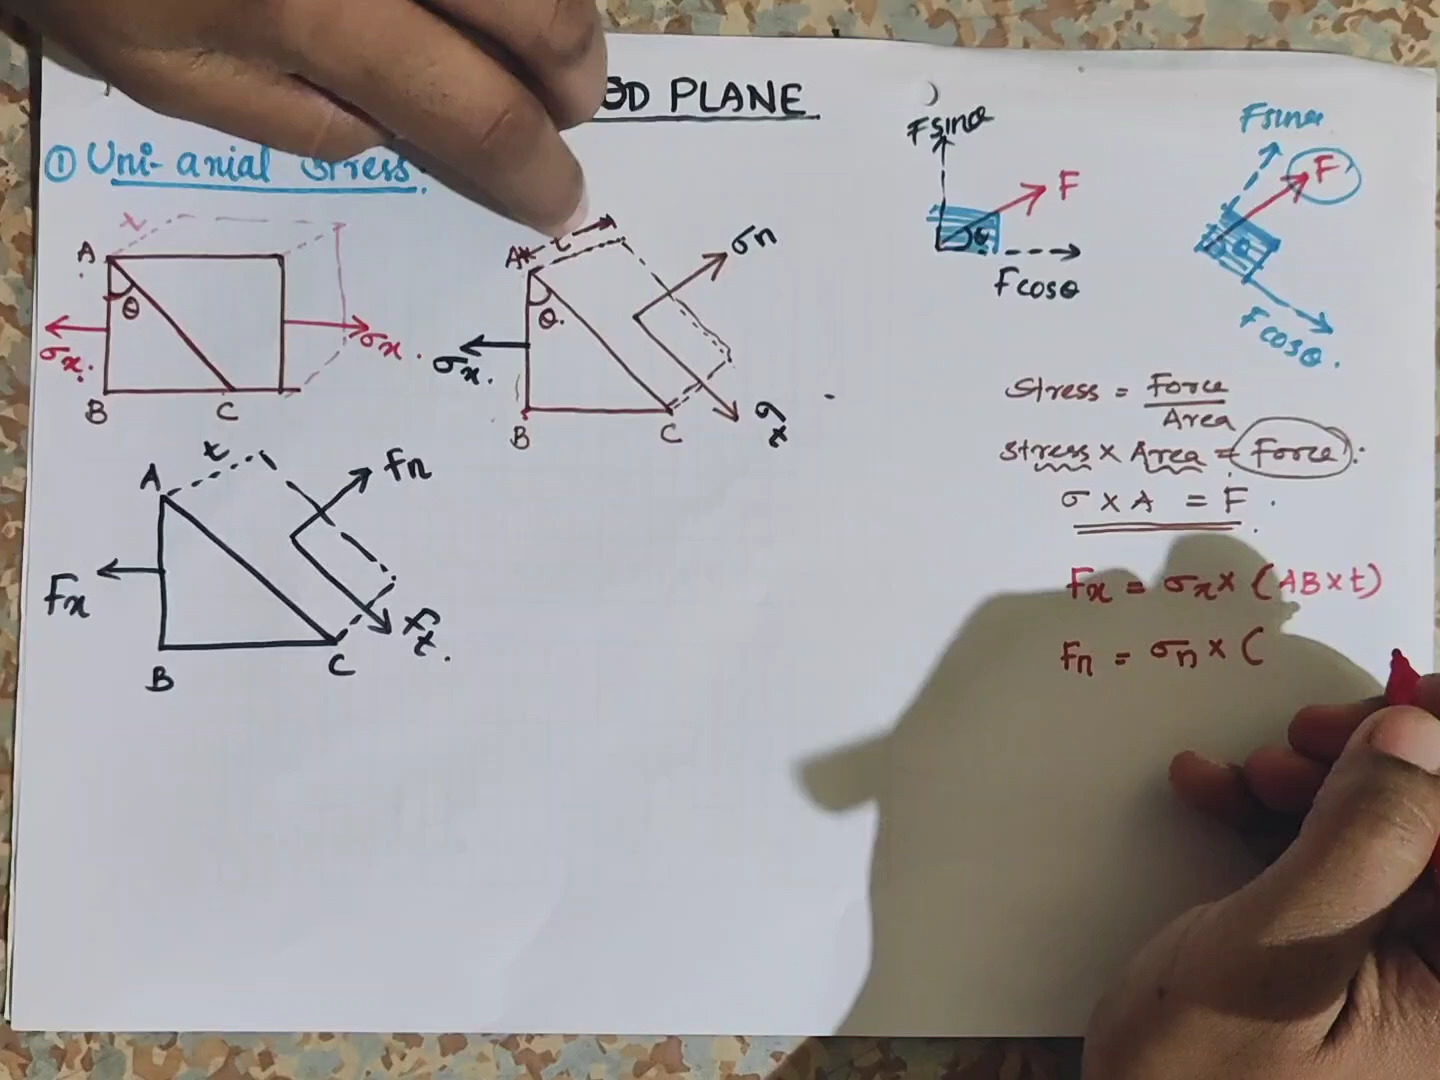 PLANE
① Uni-anial Stress.
t
A
θ
σx.
σx.
B
C
A
t
θ.
σn
σx.
σt
B
C
A
t
Fn
Fx
Ft.
B
C
Fsinθ
F
θ
Fcosθ
Fsinθ
F
θ
Fcosθ.
Stress = Force
Area
Stress × Area = Force.
σ × A = F.
Fx = σx × (AB × t)
Fn = σn × (